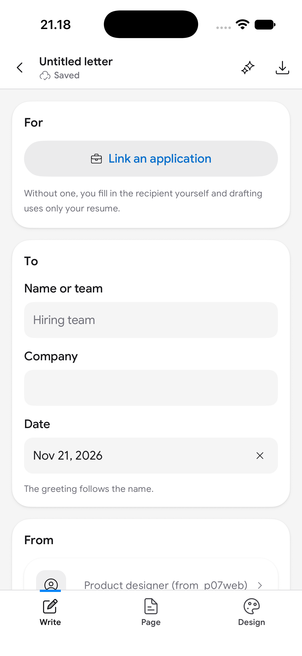 21.18
Untitled letter
Saved
For
Link an application
Without one, you fill in the recipient yourself and drafting
uses only your resume.
To
Name or team
Hiring team
Company
Date
Nov 21, 2026
The greeting follows the name.
From
Product designer (from p07web)
Write
Page
Design